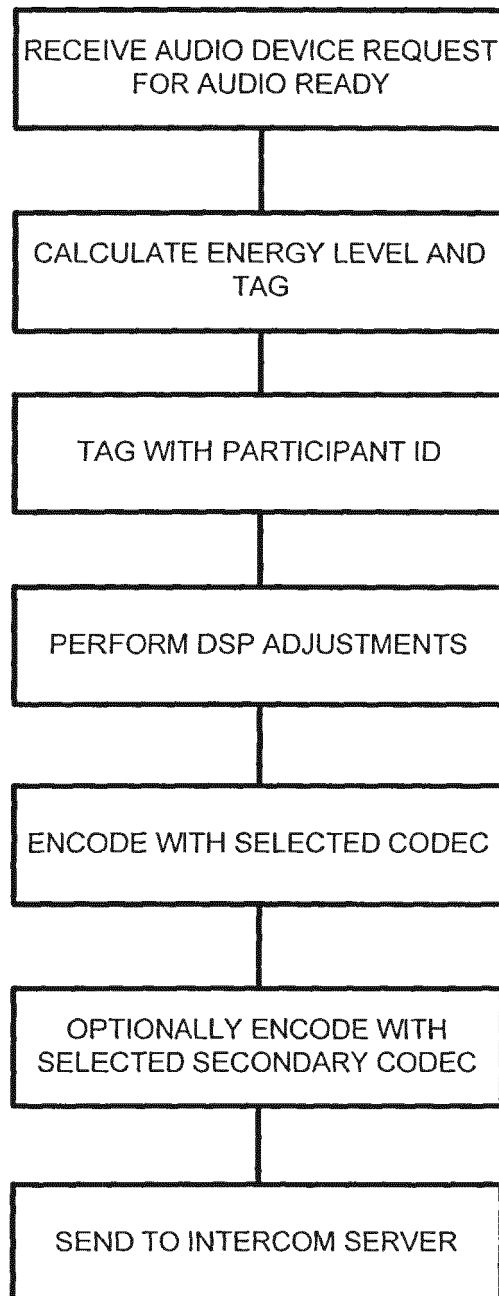 RECEIVE AUDIO DEVICE REQUEST
FOR AUDIO READY
CALCULATE ENERGY LEVEL AND
TAG
TAG WITH PARTICIPANT ID
PERFORM DSP ADJUSTMENTS
ENCODE WITH SELECTED CODEC
OPTIONALLY ENCODE WITH
SELECTED SECONDARY CODEC
SEND TO INTERCOM SERVER